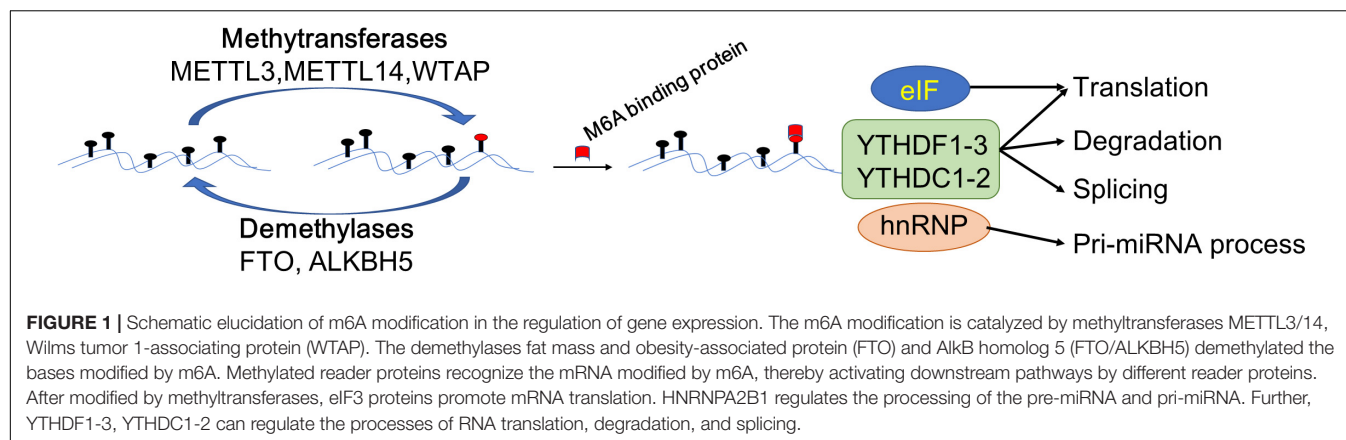 Methytransferases
METTL3,METTL14,WTAP
M6A binding protein
Demethylases
FTO, ALKBH5
eIF
YTHDF1-3
YTHDC1-2
hnRNP
Translation
Degradation
Splicing
Pri-miRNA process
FIGURE 1 | Schematic elucidation of m6A modification in the regulation of gene expression. The m6A modification is catalyzed by methyltransferases METTL3/14,
Wilms tumor 1-associating protein (WTAP). The demethylases fat mass and obesity-associated protein (FTO) and AlkB homolog 5 (FTO/ALKBH5) demethylated the
bases modified by m6A. Methylated reader proteins recognize the mRNA modified by m6A, thereby activating downstream pathways by different reader proteins.
After modified by methyltransferases, eIF3 proteins promote mRNA translation. HNRNPA2B1 regulates the processing of the pre-miRNA and pri-miRNA. Further,
YTHDF1-3, YTHDC1-2 can regulate the processes of RNA translation, degradation, and splicing.